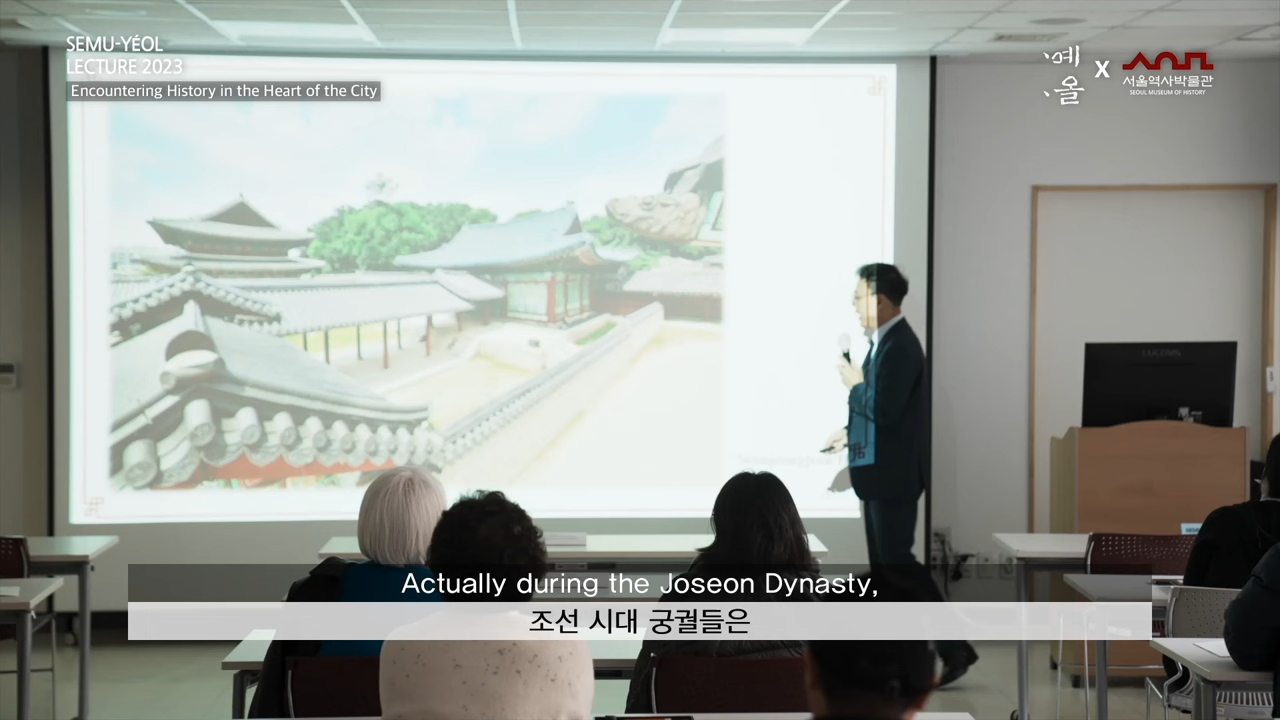 SEMU-YÉOL
LECTURE 2023
Encountering History in the Heart of the City
예
올
X
서울역사박물관
SEOUL MUSEUM OF HISTORY
LUCOMS
Actually during the Joseon Dynasty,
조선 시대 궁궐들은